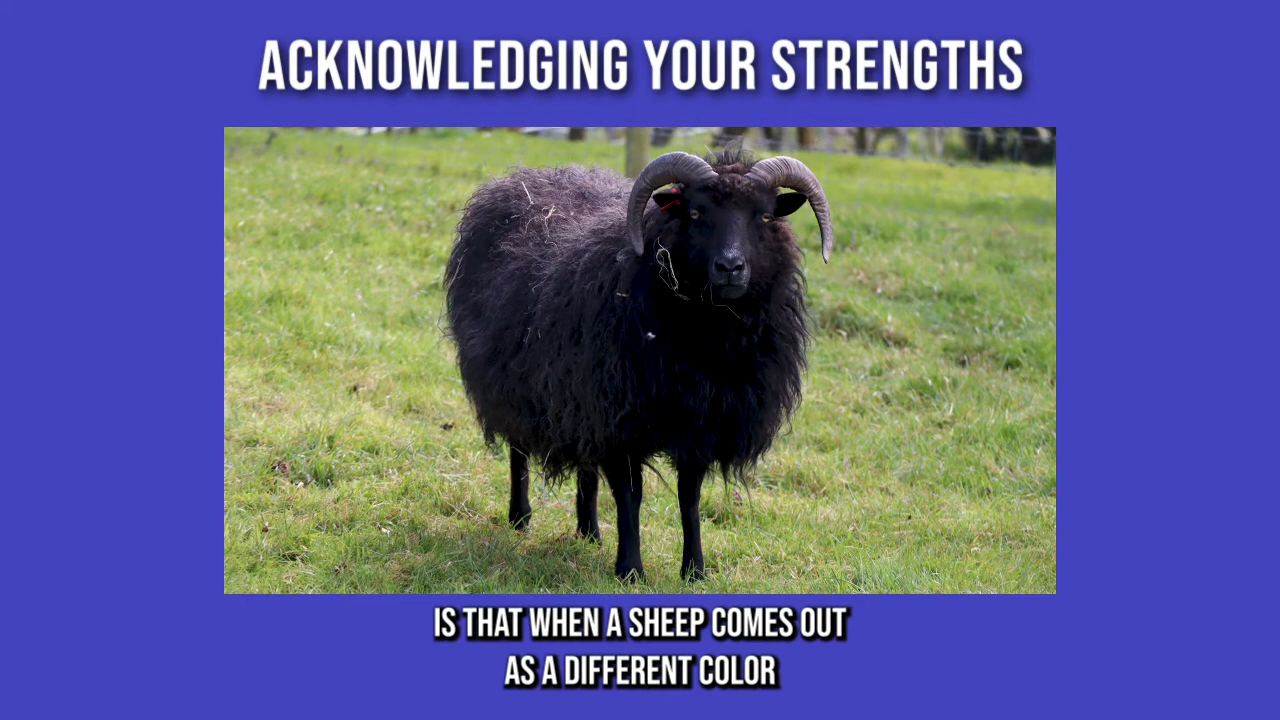 ACKNOWLEDGING YOUR STRENGTHS
IS THAT WHEN A SHEEP COMES OUT
AS A DIFFERENT COLOR